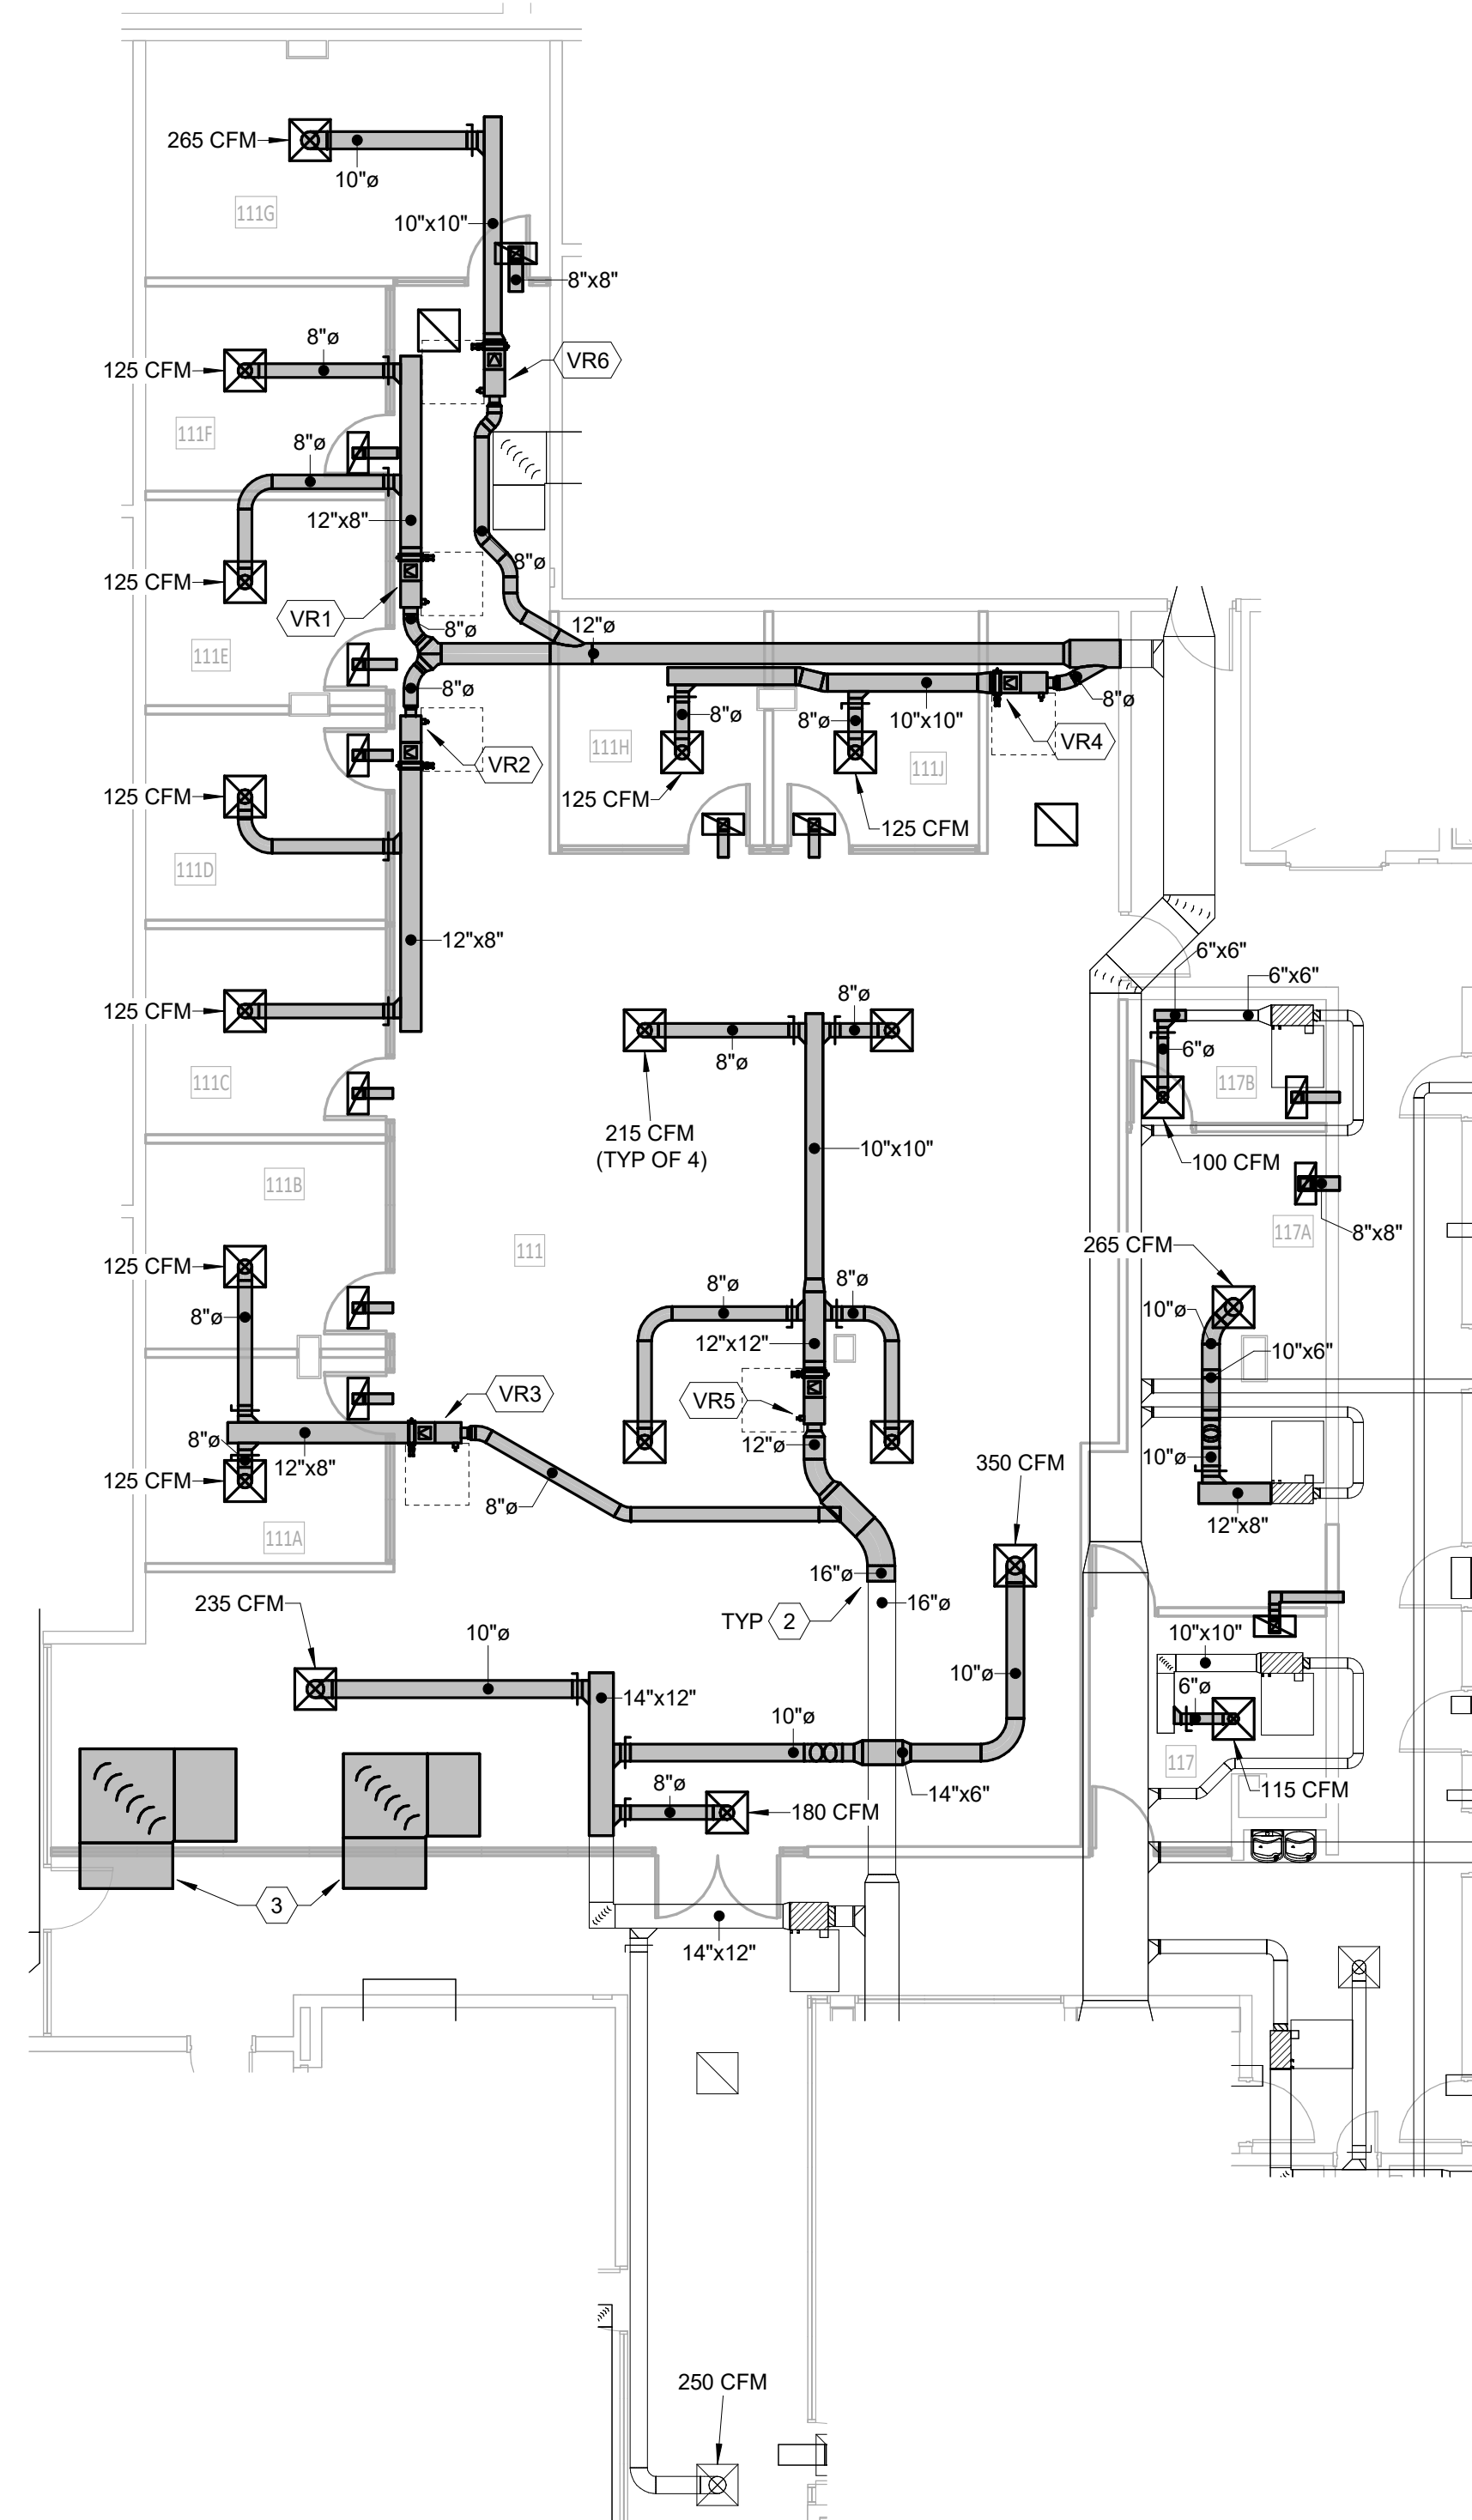 265 CFM
10"ø
111G
10"x10"
8"x8"
8"ø
125 CFM
VR6
111F
8"ø
12"x8"
8"ø
125 CFM
VR1
8"ø
12"ø
111E
8"ø
8"ø
8"ø
10"x10"
8"ø
111H
VR4
VR2
111J
125 CFM
125 CFM
125 CFM
111D
12"x8"
6"x6"
6"x6"
8"ø
125 CFM
8"ø
6"ø
111C
117B
215 CFM
(TYP OF 4)
10"x10"
100 CFM
111B
8"x8"
117A
265 CFM
111
125 CFM
8"ø
8"ø
8"ø
10"ø
12"x12"
10"x6"
VR3
VR5
8"ø
12"ø
10"ø
12"x8"
350 CFM
125 CFM
8"ø
12"x8"
111A
16"ø
235 CFM
16"ø
TYP
2
10"ø
10"x10"
10"ø
14"x12"
6"ø
10"ø
117
8"ø
14"x6"
115 CFM
180 CFM
3
14"x12"
250 CFM